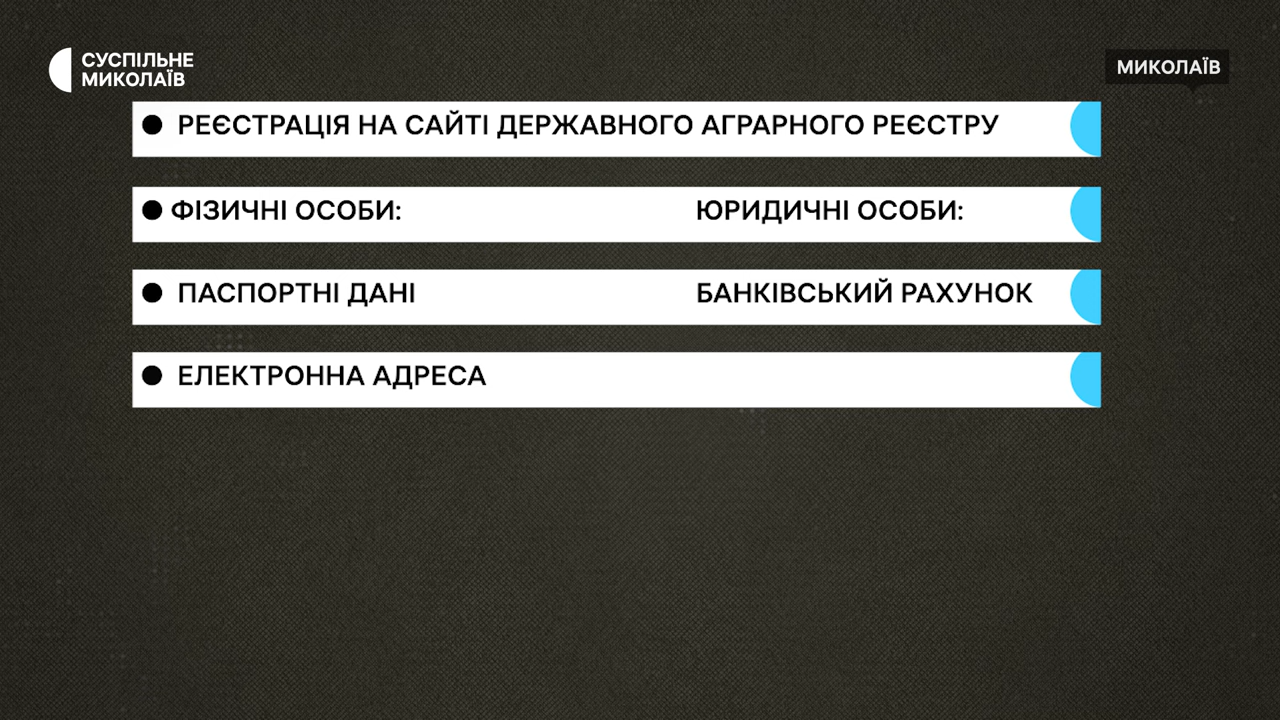 СУСПІЛЬНЕ
МИКОЛАЇВ
МИКОЛАЇВ
● РЕЄСТРАЦІЯ НА САЙТІ ДЕРЖАВНОГО АГРАРНОГО РЕЄСТРУ
● ФІЗИЧНІ ОСОБИ: ЮРИДИЧНІ ОСОБИ:
● ПАСПОРТНІ ДАНІ БАНКІВСЬКИЙ РАХУНОК
● ЕЛЕКТРОННА АДРЕСА